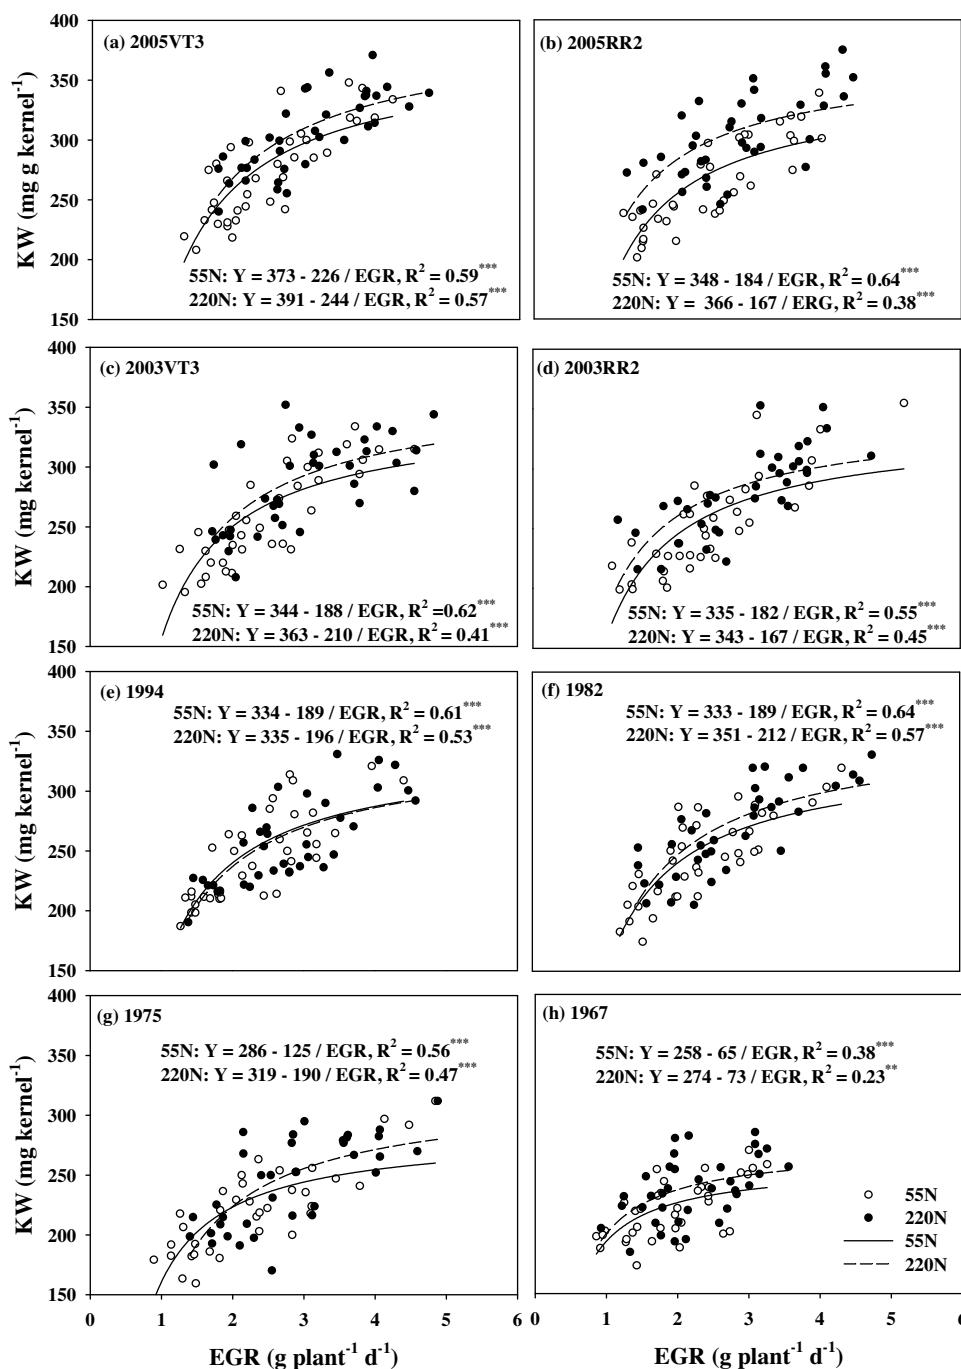 400
(a) 2005VT3
(b) 2005RR2
350
300
250
200
150
KW (mg g kernel-1)
55N: Y = 373 - 226 / EGR, R2 = 0.59***
220N: Y = 391 - 244 / EGR, R2 = 0.57***
55N: Y = 348 - 184 / EGR, R2 = 0.64***
220N: Y = 366 - 167 / ERG, R2 = 0.38***
400
(c) 2003VT3
(d) 2003RR2
350
300
250
200
150
KW (mg kernel-1)
55N: Y = 344 - 188 / EGR, R2 =0.62***
220N: Y = 363 - 210 / EGR, R2 = 0.41***
55N: Y = 335 - 182 / EGR, R2 = 0.55***
220N: Y = 343 - 167 / EGR, R2 = 0.45***
400
(e) 1994
(f) 1982
55N: Y = 334 - 189 / EGR, R2 = 0.61***
220N: Y = 335 - 196 / EGR, R2 = 0.53***
55N: Y = 333 - 189 / EGR, R2 = 0.64***
220N: Y = 351 - 212 / EGR, R2 = 0.57***
350
300
250
200
150
KW (mg kernel-1)
400
(g) 1975
(h) 1967
55N: Y = 286 - 125 / EGR, R2 = 0.56***
220N: Y = 319 - 190 / EGR, R2 = 0.47***
55N: Y = 258 - 65 / EGR, R2 = 0.38***
220N: Y = 274 - 73 / EGR, R2 = 0.23**
350
300
250
200
150
KW (mg kernel-1)
55N
220N
55N
220N
0 1 2 3 4 5 6
0 1 2 3 4 5 6
EGR (g plant-1 d-1)
EGR (g plant-1 d-1)